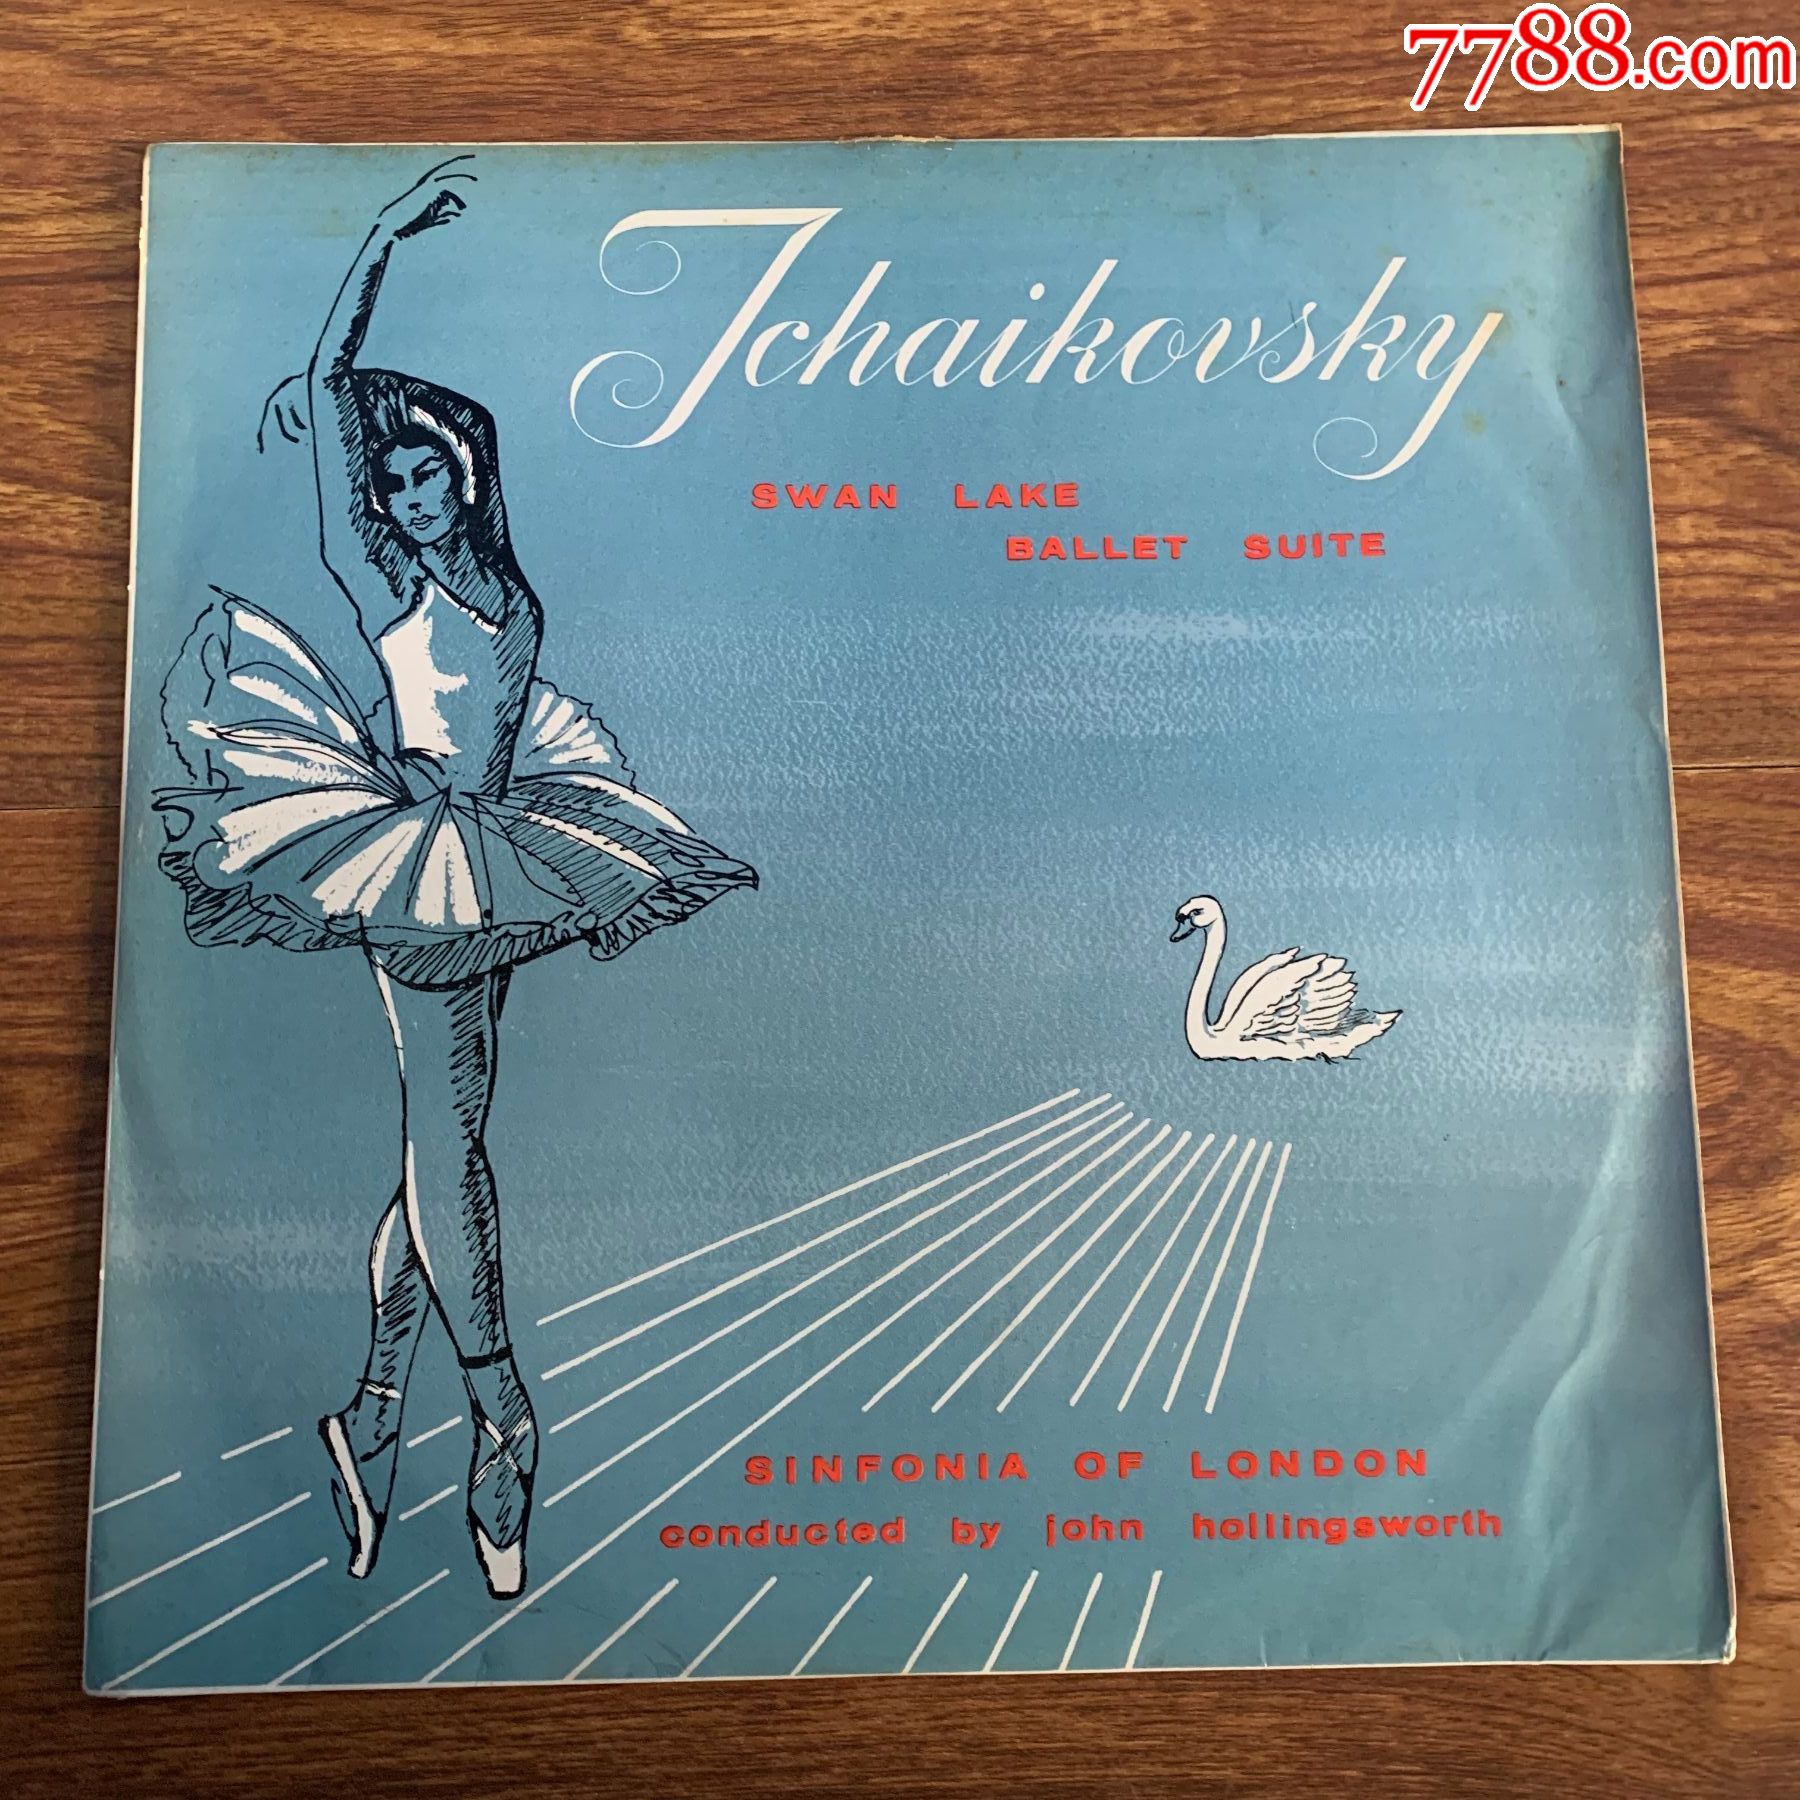 7788.com
Tchaikovsky
SWAN LAKE
BALLET SUITE
SINFONIA OF LONDON
conducted by john hollingsworth